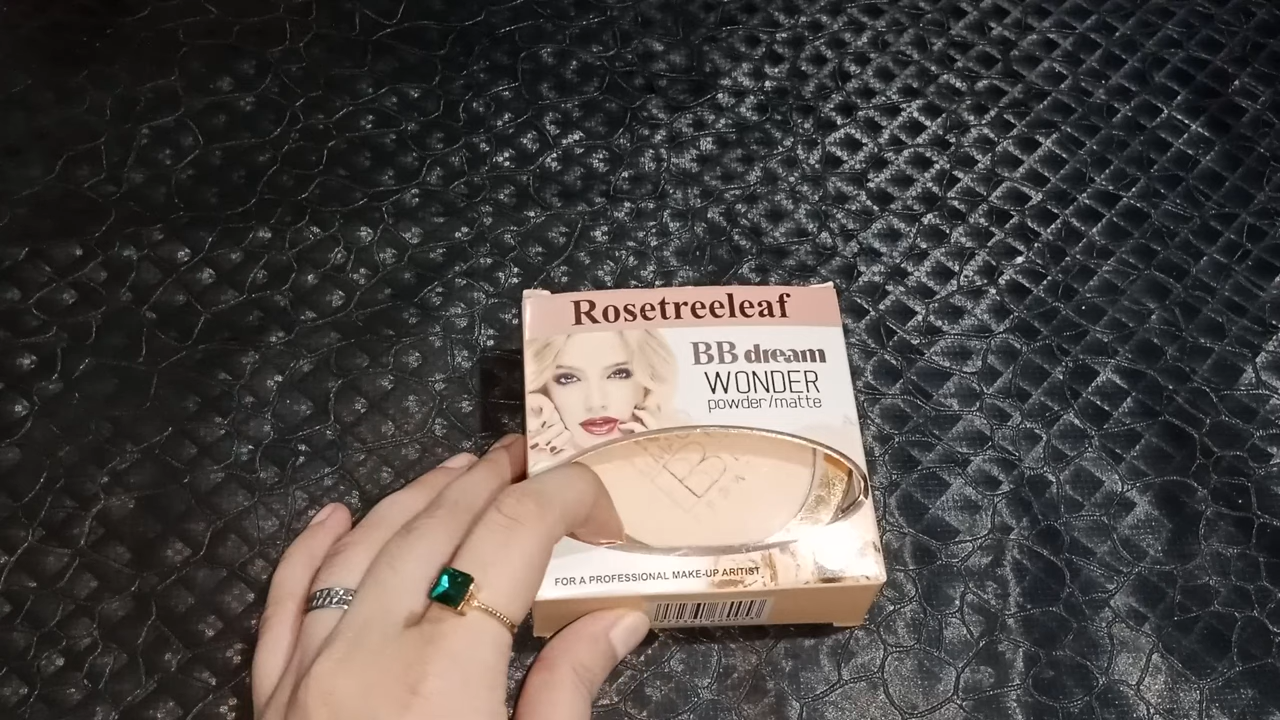 Rosetreeleaf
BB dream
WONDER
powder/matte
B
FOR A PROFESSIONAL MAKE-UP ARITIST